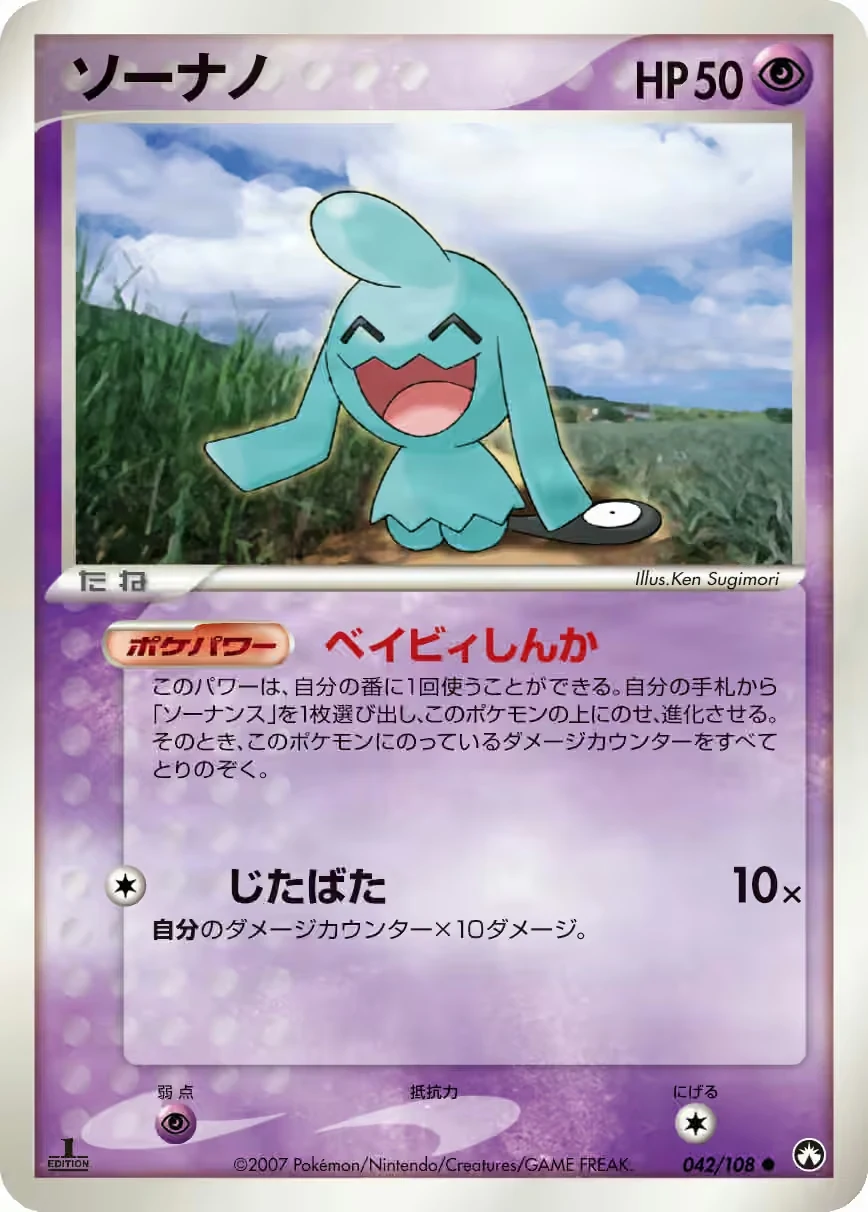 ソーナノ HP50
たね Illus.Ken Sugimori
ポケパワー ベイビィしんか
このパワーは、自分の番に1回使うことができる。自分の手札から
「ソーナンス」を1枚選び出し、このポケモンの上にのせ、進化させる。
そのとき、このポケモンにのっているダメージカウンターをすべて
とりのぞく。
じたばた 10×
自分のダメージカウンター×10ダメージ。
弱点 抵抗力 にげる
1
EDITION
©2007 Pokémon/Nintendo/Creatures/GAME FREAK. 042/108